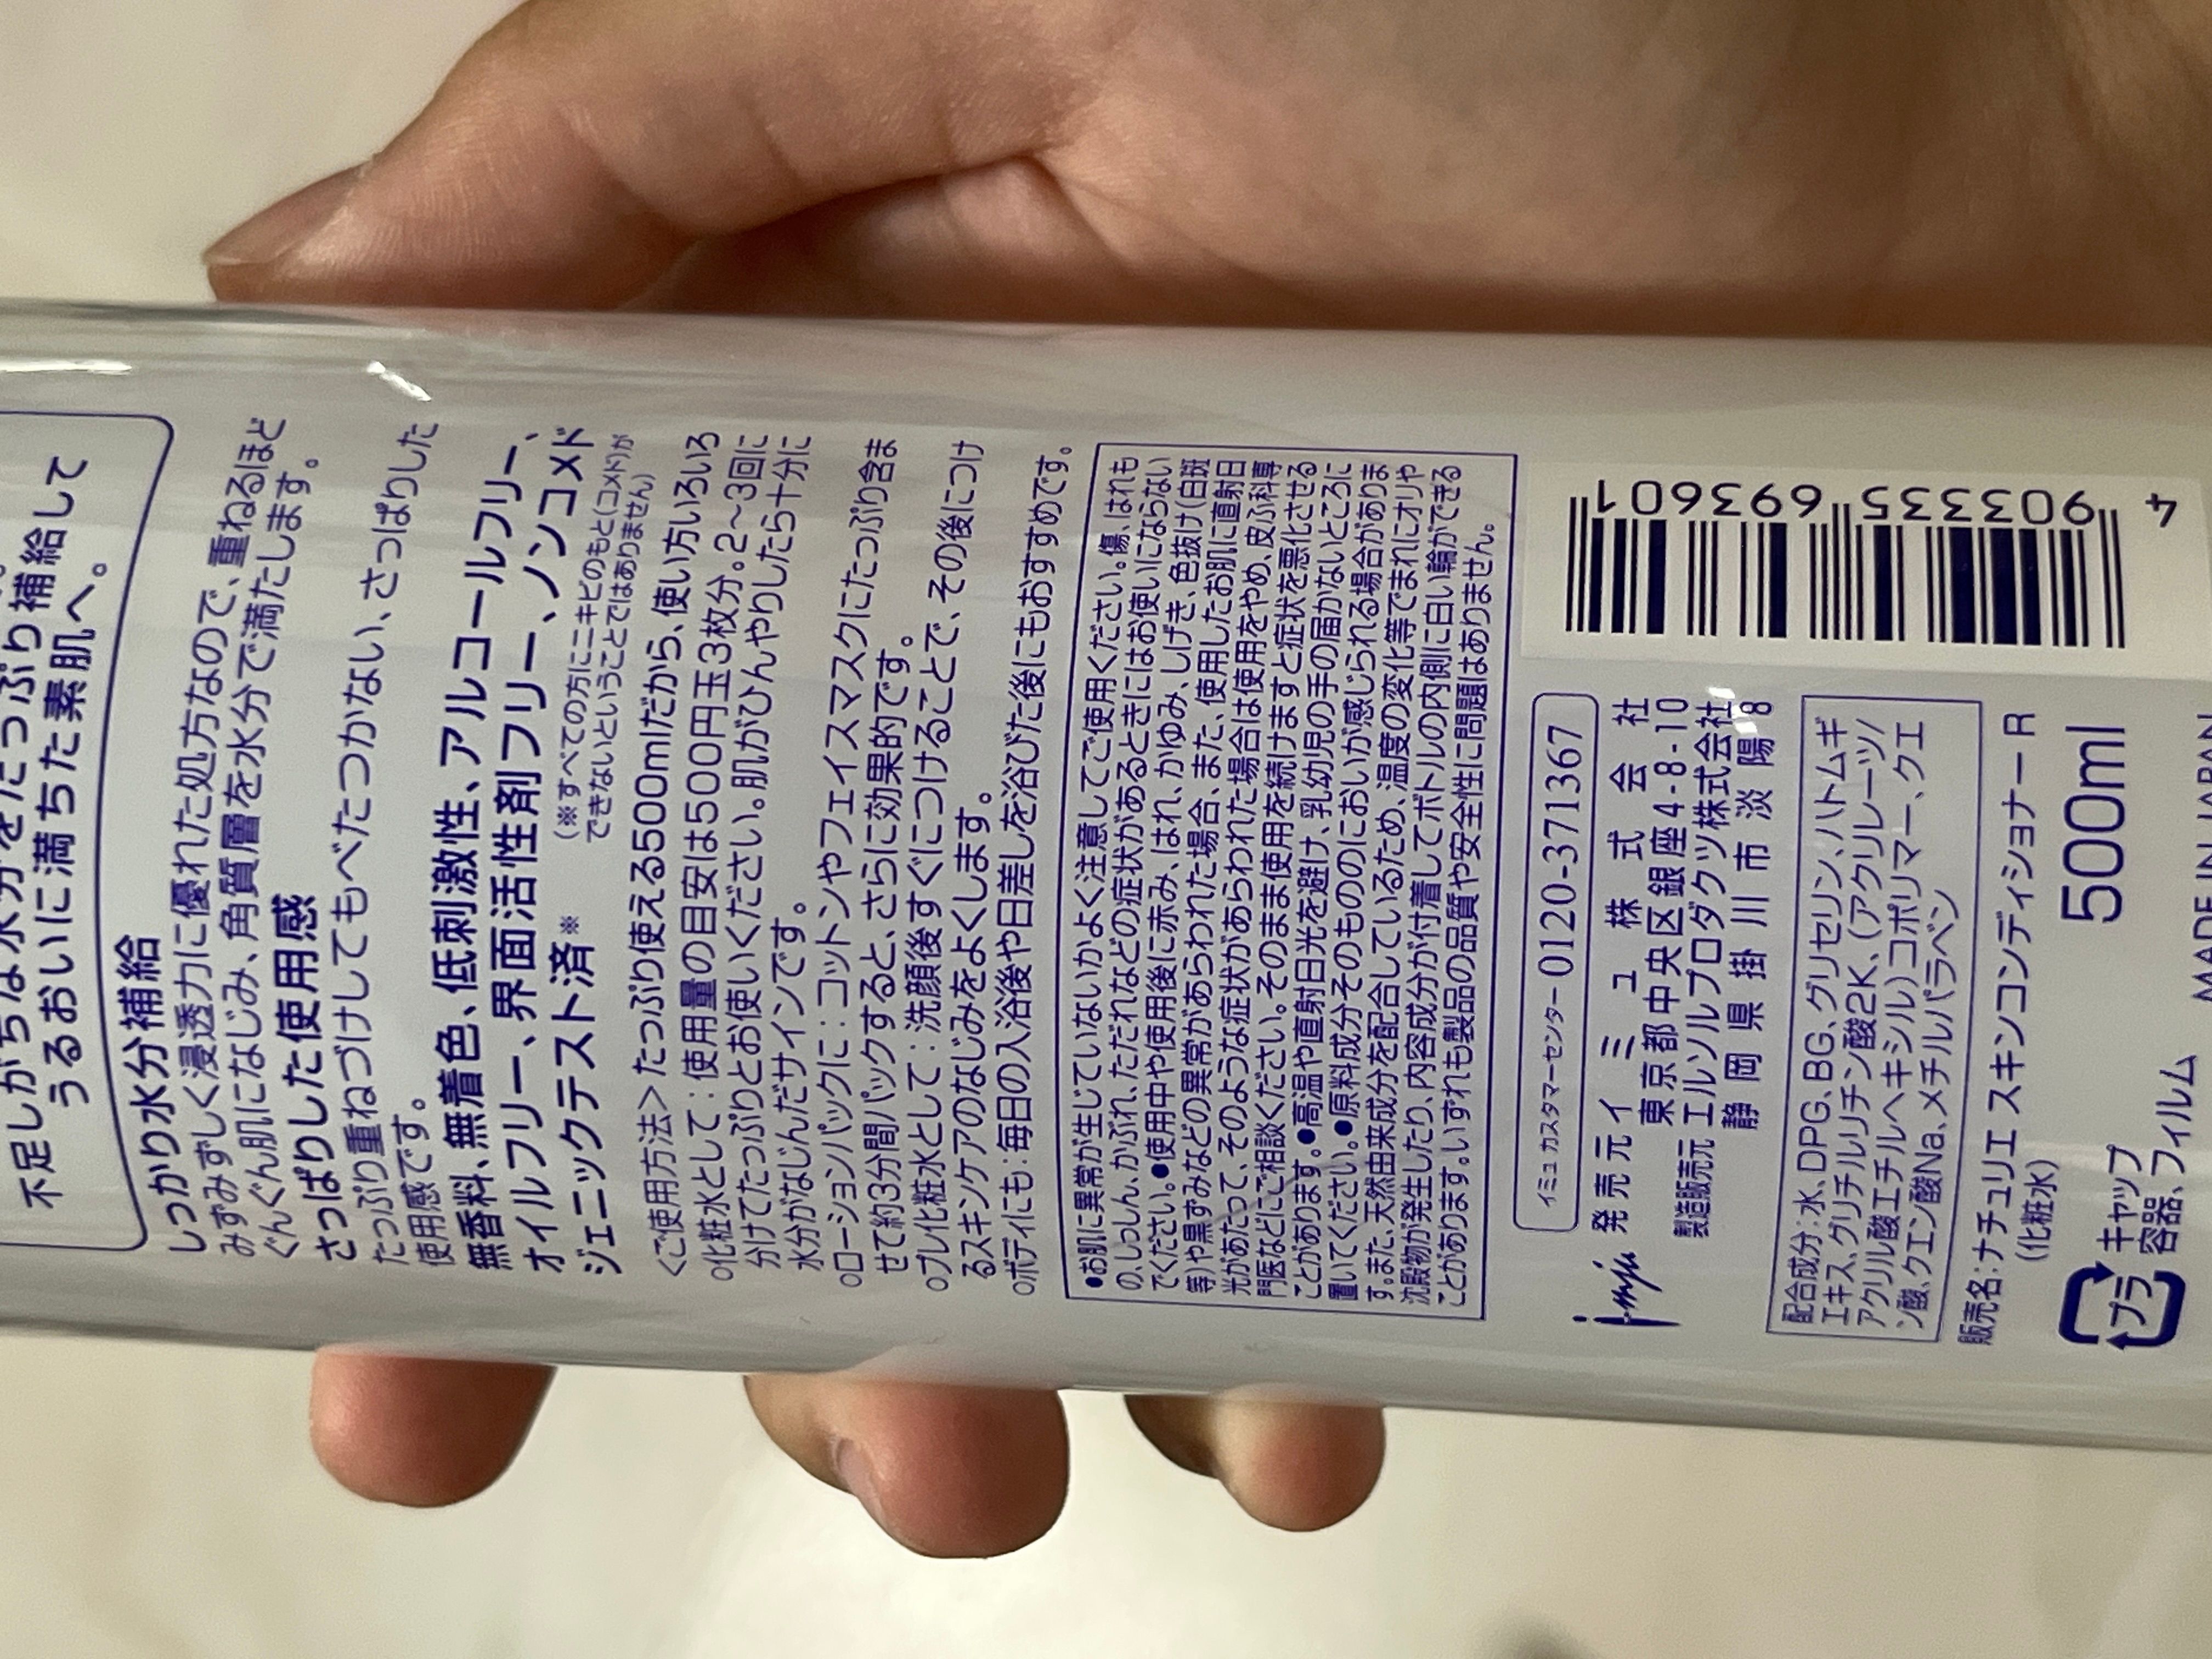 不足しがちな水分をたっぷり補給して
うるおいに満ちた素肌へ。
しっかり水分補給
みずみずしく浸透力に優れた処方なので、重ねるほど
ぐんぐん肌になじみ、角質層を水分で満たします。
さっぱりした使用感
たっぷり重ねづけしてもべたつかない、さっぱりした
使用感です。
無香料、無着色、低刺激性、アルコールフリー、
オイルフリー、界面活性剤フリー、ノンコメド
ジェニックテスト済※
(※すべての方にニキビのもと(コメド)が
できないということではありません)
<ご使用方法>たっぷり使える500mlだから、使い方いろいろ
○化粧水として:使用量の目安は500円玉3枚分。2〜3回に
分けてたっぷりとお使いください。肌がひんやりしたら十分に
水分がなじんだサインです。
○ローションパックに:コットンやフェイスマスクにたっぷり含ま
せて約3分間パックすると、さらに効果的です。
○プレ化粧水として:洗顔後すぐにつけることで、その後につけ
るスキンケアのなじみをよくします。
○ボディにも:毎日の入浴後や日差しを浴びた後にもおすすめです。
●お肌に異常が生じていないかよく注意してご使用ください。傷、はれも
の、しっしん、かぶれ、ただれなどの症状があるときにはお使いにならない
でください。●使用中や使用後に赤み、はれ、かゆみ、しげき、色抜け(白斑
等)や黒ずみなどの異常があらわれた場合、また、使用したお肌に直射日
光があたって、そのような症状があらわれた場合は使用をやめ、皮ふ科専
門医などにご相談ください。そのまま使用を続けますと症状を悪化させる
ことがあります。●高温や直射日光を避け、乳幼児の手の届かないところに
置いてください。●原料成分そのもののにおいが感じられる場合がありま
す。また、天然由来成分を配合しているため、温度の変化等でまれにオリや
沈殿物が発生したり、内容成分が付着してボトルの内側に白い輪ができる
ことがあります。いずれも製品の品質や安全性に問題はありません。
イミュ カスタマーセンター 0120-371367
imju
発売元 イミュ株式会社
東京都中央区銀座4-8-10
製造販売元 エルソルプロダクツ株式会社
静岡県掛川市淡陽8
配合成分:水、DPG、BG、グリセリン、ハトムギ
エキス、グリチルリチン酸2K、(アクリレーツ/
アクリル酸エチルヘキシル)コポリマー、クエ
ン酸、クエン酸Na、メチルパラベン
販売名:ナチュリエ スキンコンディショナー R
(化粧水)
500ml
プラ
キャップ
容器、フィルム
MADE IN JAPAN
4 903335 693601